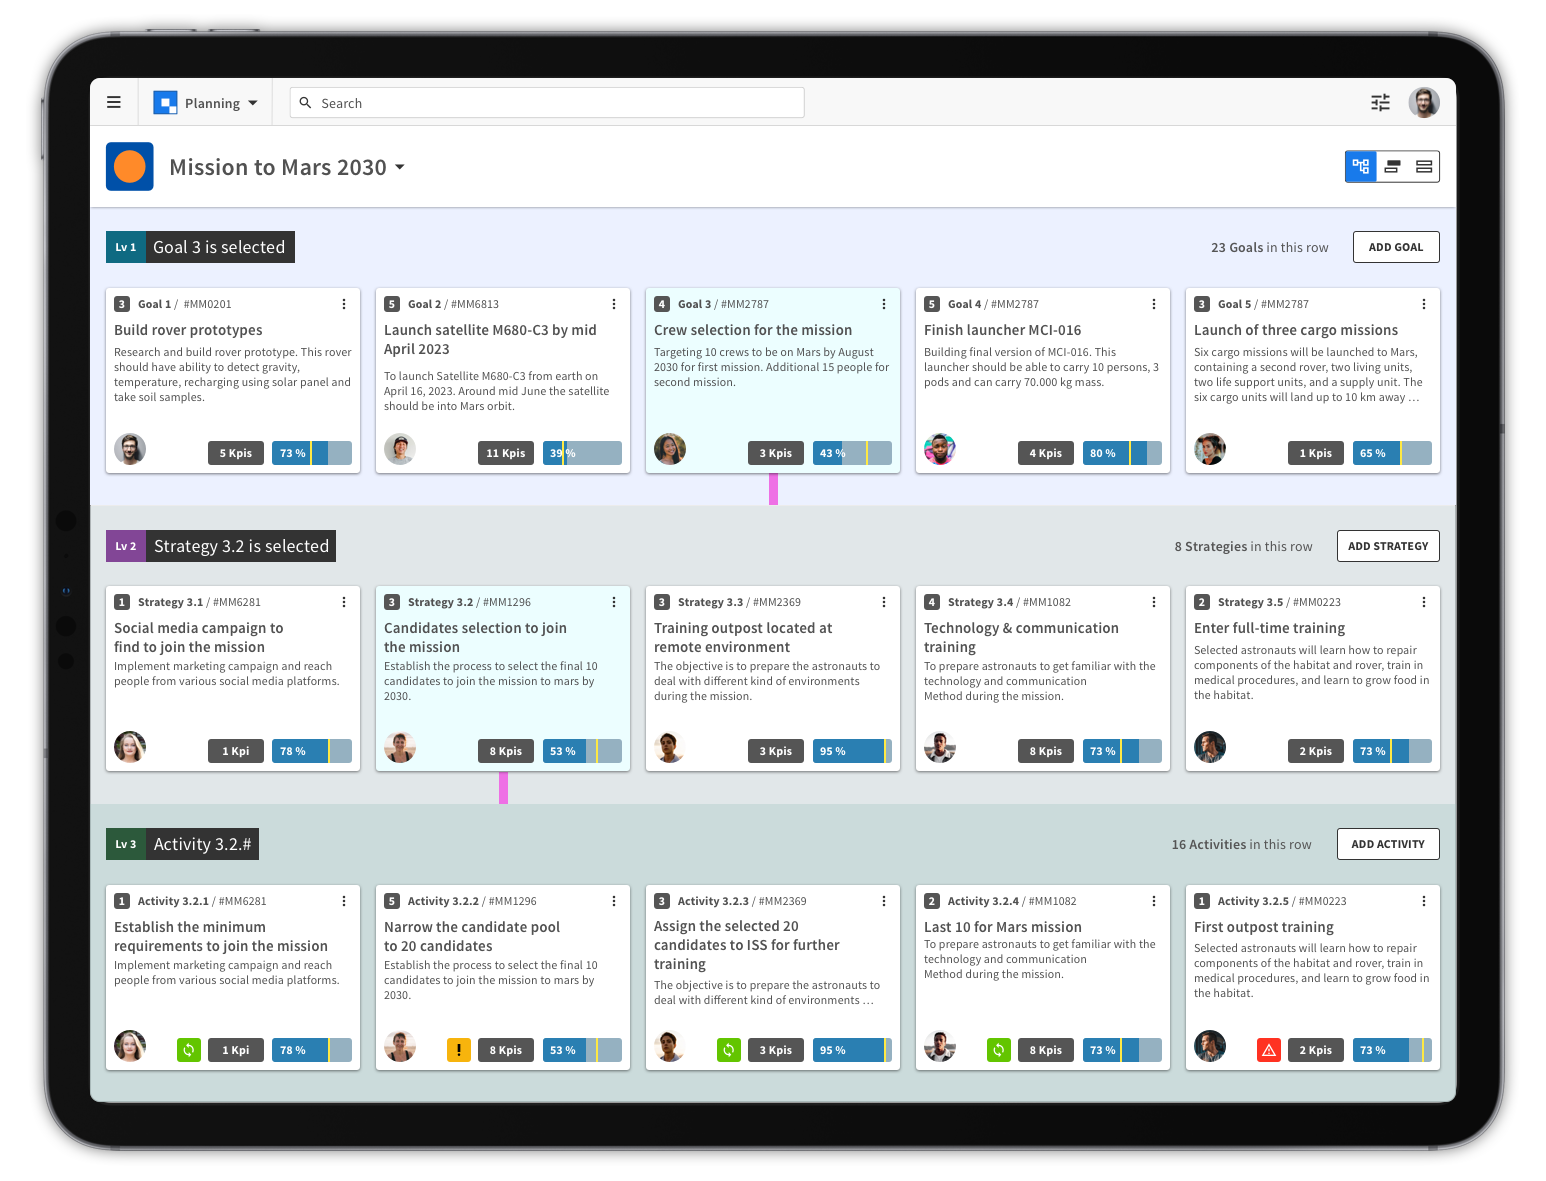 Planning
Search
Mission to Mars 2030
Lv 1 Goal 3 is selected
23 Goals in this row
ADD GOAL
3 Goal 1 / #MM0201
Build rover prototypes
Research and build rover prototype. This rover
should have ability to detect gravity,
temperature, recharging using solar panel and
take soil samples.
5 Kpis 73 %
5 Goal 2 / #MM6813
Launch satellite M680-C3 by mid
April 2023
To launch Satellite M680-C3 from earth on
April 16, 2023. Around mid June the satellite
should be into Mars orbit.
11 Kpis 39 %
4 Goal 3 / #MM2787
Crew selection for the mission
Targeting 10 crews to be on Mars by August
2030 for first mission. Additional 15 people for
second mission.
3 Kpis 43 %
5 Goal 4 / #MM2787
Finish launcher MCI-016
Building final version of MCI-016. This
launcher should be able to carry 10 persons, 3
pods and can carry 70.000 kg mass.
4 Kpis 80 %
3 Goal 5 / #MM2787
Launch of three cargo missions
Six cargo missions will be launched to Mars,
containing a second rover, two living units,
two life support units, and a supply unit. The
six cargo units will land up to 10 km away ...
1 Kpis 65 %
Lv 2 Strategy 3.2 is selected
8 Strategies in this row
ADD STRATEGY
1 Strategy 3.1 / #MM6281
Social media campaign to
find to join the mission
Implement marketing campaign and reach
people from various social media platforms.
1 Kpi 78 %
3 Strategy 3.2 / #MM1296
Candidates selection to join
the mission
Establish the process to select the final 10
candidates to join the mission to mars by
2030.
8 Kpis 53 %
3 Strategy 3.3 / #MM2369
Training outpost located at
remote environment
The objective is to prepare the astronauts to
deal with different kind of environments
during the mission.
3 Kpis 95 %
4 Strategy 3.4 / #MM1082
Technology & communication
training
To prepare astronauts to get familiar with the
technology and communication
Method during the mission.
8 Kpis 73 %
2 Strategy 3.5 / #MM0223
Enter full-time training
Selected astronauts will learn how to repair
components of the habitat and rover, train in
medical procedures, and learn to grow food in
the habitat.
2 Kpis 73 %
Lv 3 Activity 3.2.#
16 Activities in this row
ADD ACTIVITY
1 Activity 3.2.1 / #MM6281
Establish the minimum
requirements to join the mission
Implement marketing campaign and reach
people from various social media platforms.
1 Kpi 78 %
5 Activity 3.2.2 / #MM1296
Narrow the candidate pool
to 20 candidates
Establish the process to select the final 10
candidates to join the mission to mars by
2030.
8 Kpis 53 %
3 Activity 3.2.3 / #MM2369
Assign the selected 20
candidates to ISS for further
training
The objective is to prepare the astronauts to
deal with different kind of environments ...
3 Kpis 95 %
2 Activity 3.2.4 / #MM1082
Last 10 for Mars mission
To prepare astronauts to get familiar with the
technology and communication
Method during the mission.
8 Kpis 73 %
1 Activity 3.2.5 / #MM0223
First outpost training
Selected astronauts will learn how to repair
components of the habitat and rover, train in
medical procedures, and learn to grow food in
the habitat.
2 Kpis 73 %